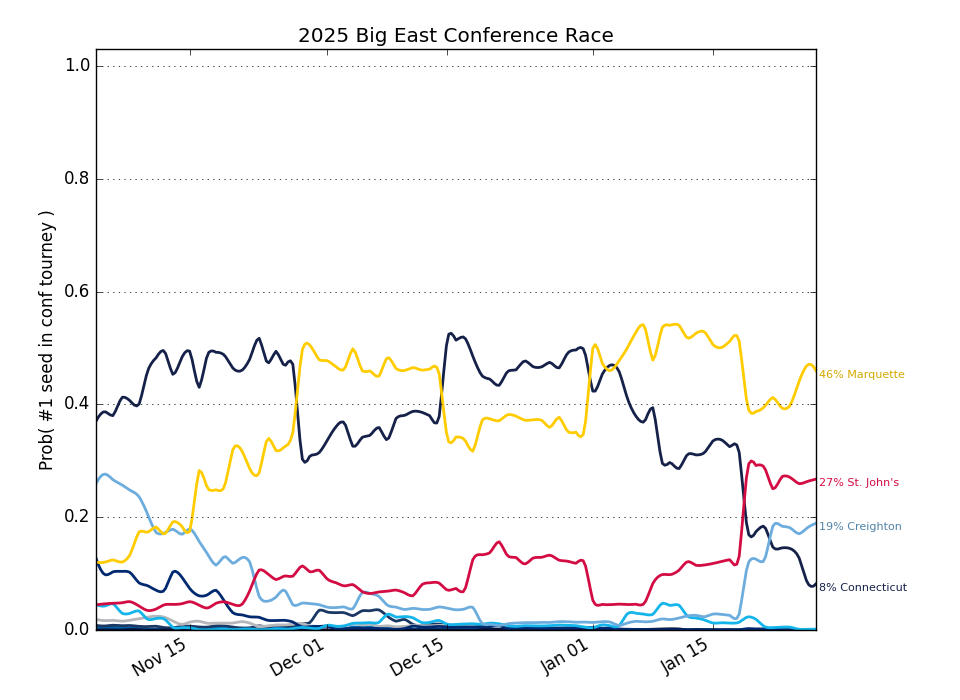 2025 Big East Conference Race
Prob( #1 seed in conf tourney )
1.0
0.8
0.6
0.4
0.2
0.0
Nov 15
Dec 01
Dec 15
Jan 01
Jan 15
46% Marquette
27% St. John's
19% Creighton
8% Connecticut